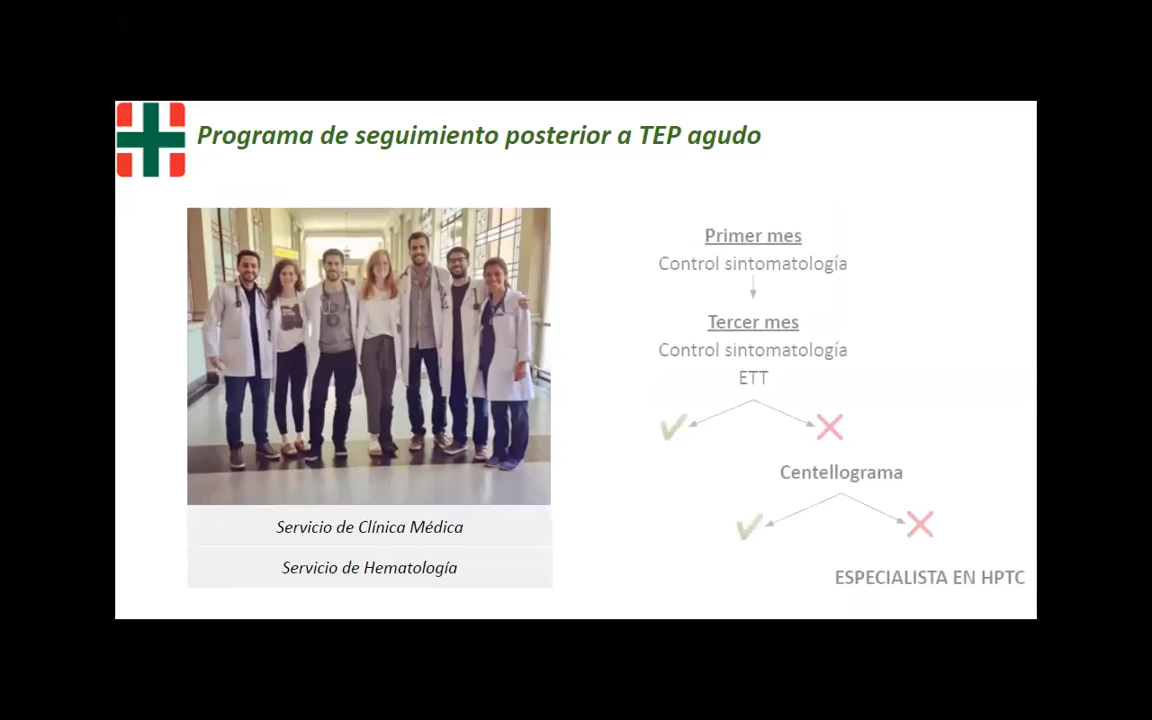 Programa de seguimiento posterior a TEP agudo
Servicio de Clínica Médica
Servicio de Hematología
Primer mes
Control sintomatología
Tercer mes
Control sintomatología
ETT
Centellograma
ESPECIALISTA EN HPTC